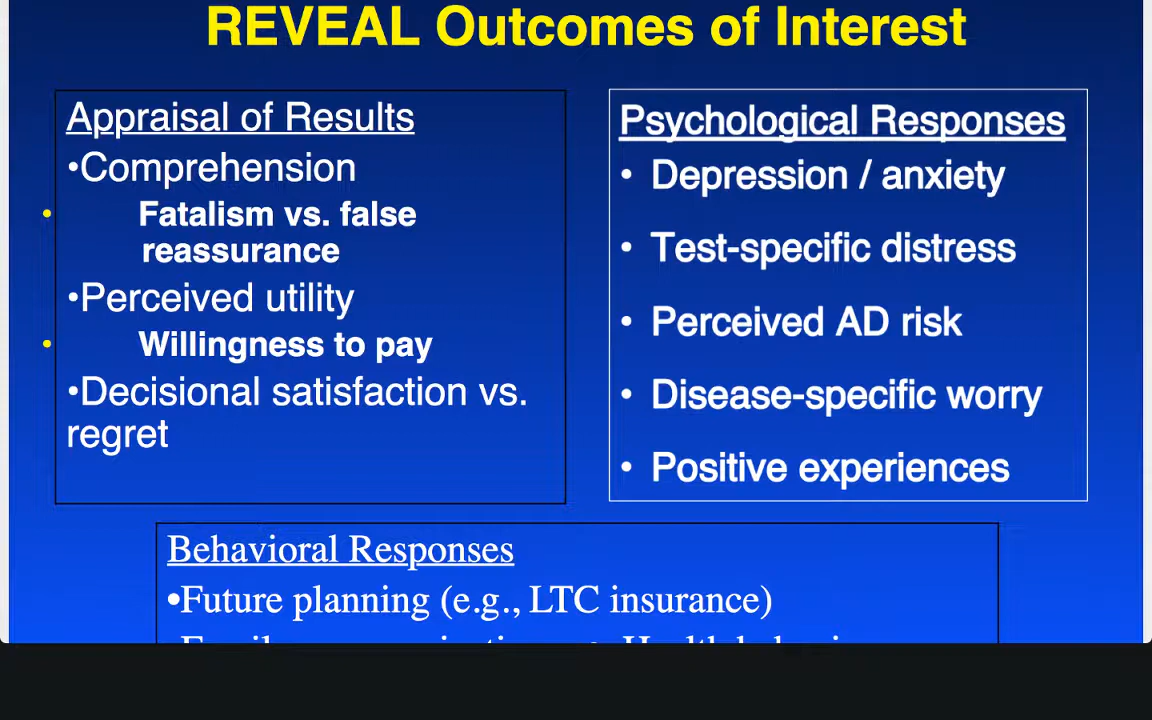 REVEAL Outcomes of Interest
Appraisal of Results
•Comprehension
• Fatalism vs. false
reassurance
•Perceived utility
• Willingness to pay
•Decisional satisfaction vs.
regret
Psychological Responses
• Depression / anxiety
• Test-specific distress
• Perceived AD risk
• Disease-specific worry
• Positive experiences
Behavioral Responses
•Future planning (e.g., LTC insurance)